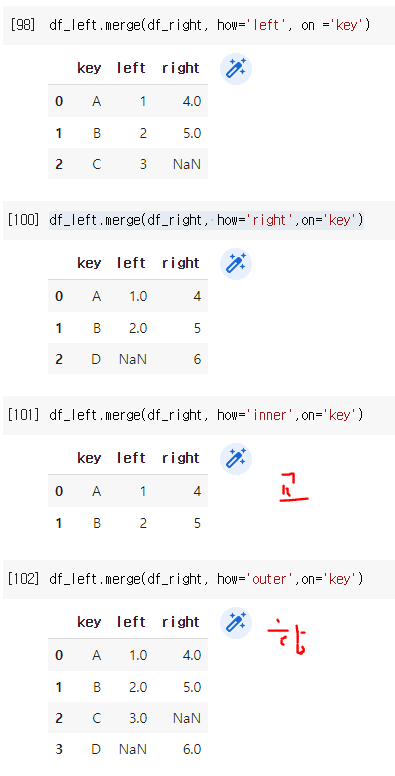 [98] df_left.merge(df_right, how='left', on ='key')
key left right
0 A 1 4.0
1 B 2 5.0
2 C 3 NaN
[100] df_left.merge(df_right, how='right',on='key')
key left right
0 A 1.0 4
1 B 2.0 5
2 D NaN 6
[101] df_left.merge(df_right, how='inner',on='key')
key left right
0 A 1 4
1 B 2 5
교
[102] df_left.merge(df_right, how='outer',on='key')
key left right
합
0 A 1.0 4.0
1 B 2.0 5.0
2 C 3.0 NaN
3 D NaN 6.0